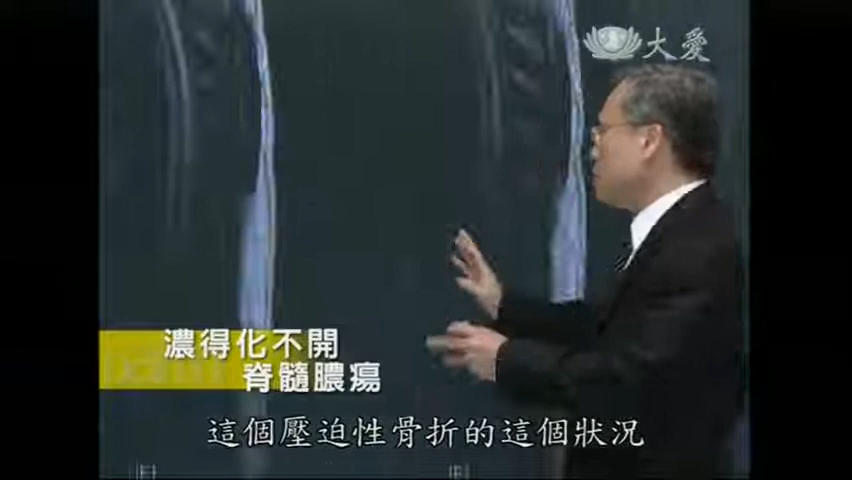 大愛
濃得化不開
脊髓膿瘍
這個壓迫性骨折的這個狀況